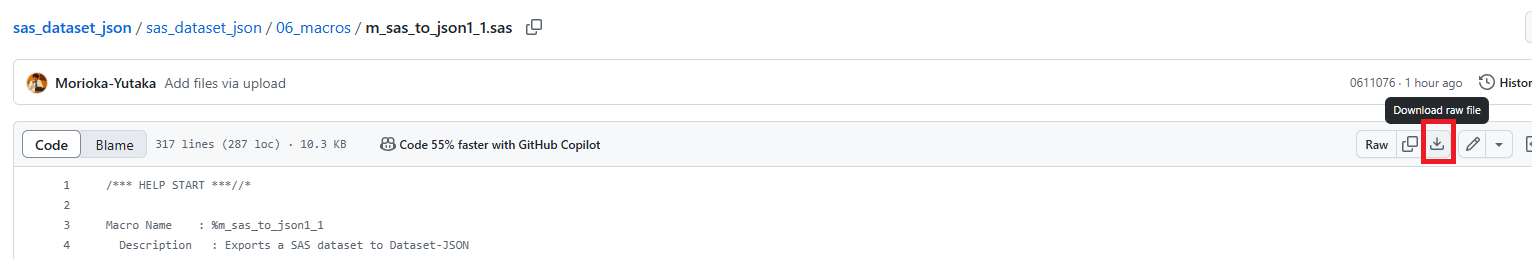 sas_dataset_json / sas_dataset_json / 06_macros / m_sas_to_json1_1.sas
Morioka-Yutaka Add files via upload 0611076 · 1 hour ago Histor
Download raw file
Code Blame 317 lines (287 loc) · 10.3 KB Code 55% faster with GitHub Copilot Raw
1 /*** HELP START ***//*
2
3 Macro Name : %m_sas_to_json1_1
4 Description : Exports a SAS dataset to Dataset-JSON